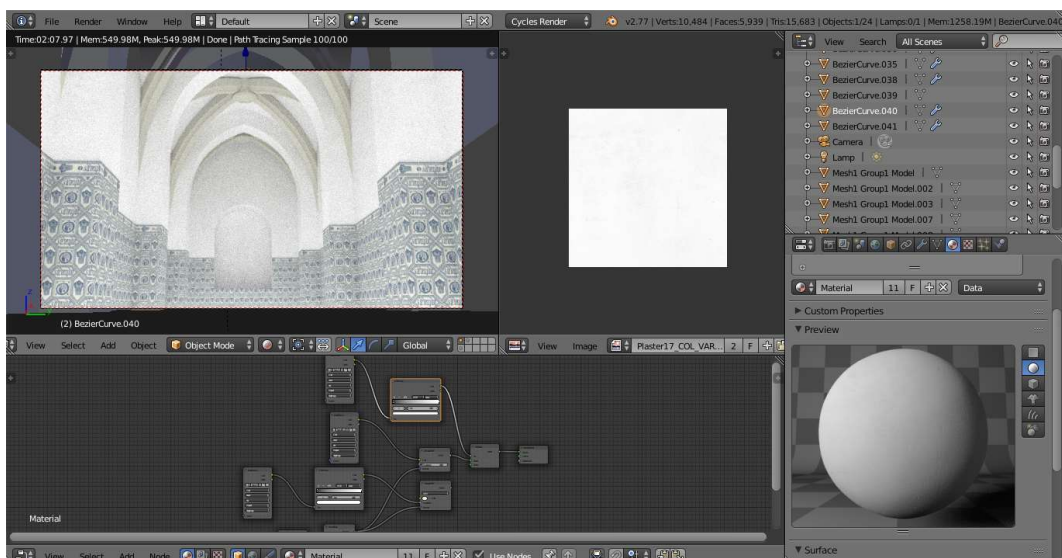 File Render Window Help Default Scene Cycles Render v2.77 | Verts:10,484 | Faces:5,939 | Tris:15,683 | Objects:1/24 | Lamps:0/1 | Mem:1258.19M | BezierCurve.040
Time:02:07.97 | Mem:549.98M, Peak:549.98M | Done | Path Tracing Sample 100/100
(2) BezierCurve.040
View Select Add Object Object Mode Global
View Image Plaster17_COL_VAR... 2 F
Material
View Select Add Node Material 11 F Use Nodes
View Search All Scenes
BezierCurve.035
BezierCurve.038
BezierCurve.039
BezierCurve.040
BezierCurve.041
Camera
Lamp
Mesh1 Group1 Model
Mesh1 Group1 Model.002
Mesh1 Group1 Model.003
Mesh1 Group1 Model.007
Material 11 F Data
Custom Properties
Preview
Surface